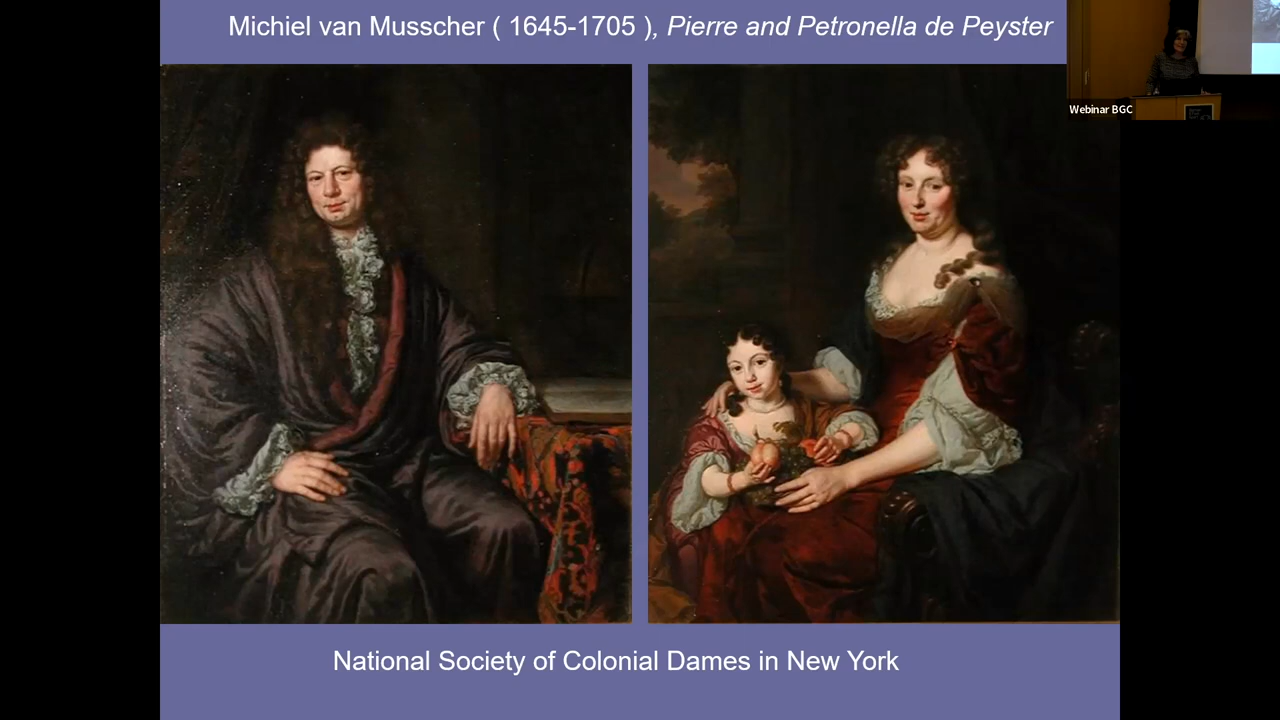 Michiel van Musscher ( 1645-1705 ), Pierre and Petronella de Peyster
Webinar BGC
National Society of Colonial Dames in New York